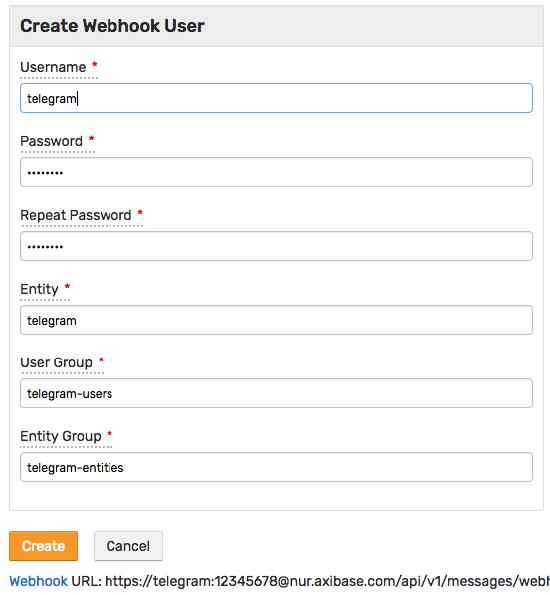 Create Webhook User
Username *
telegram
Password *
••••••••
Repeat Password *
••••••••
Entity *
telegram
User Group *
telegram-users
Entity Group *
telegram-entities
Create Cancel
Webhook URL: https://telegram:12345678@nur.axibase.com/api/v1/messages/webh